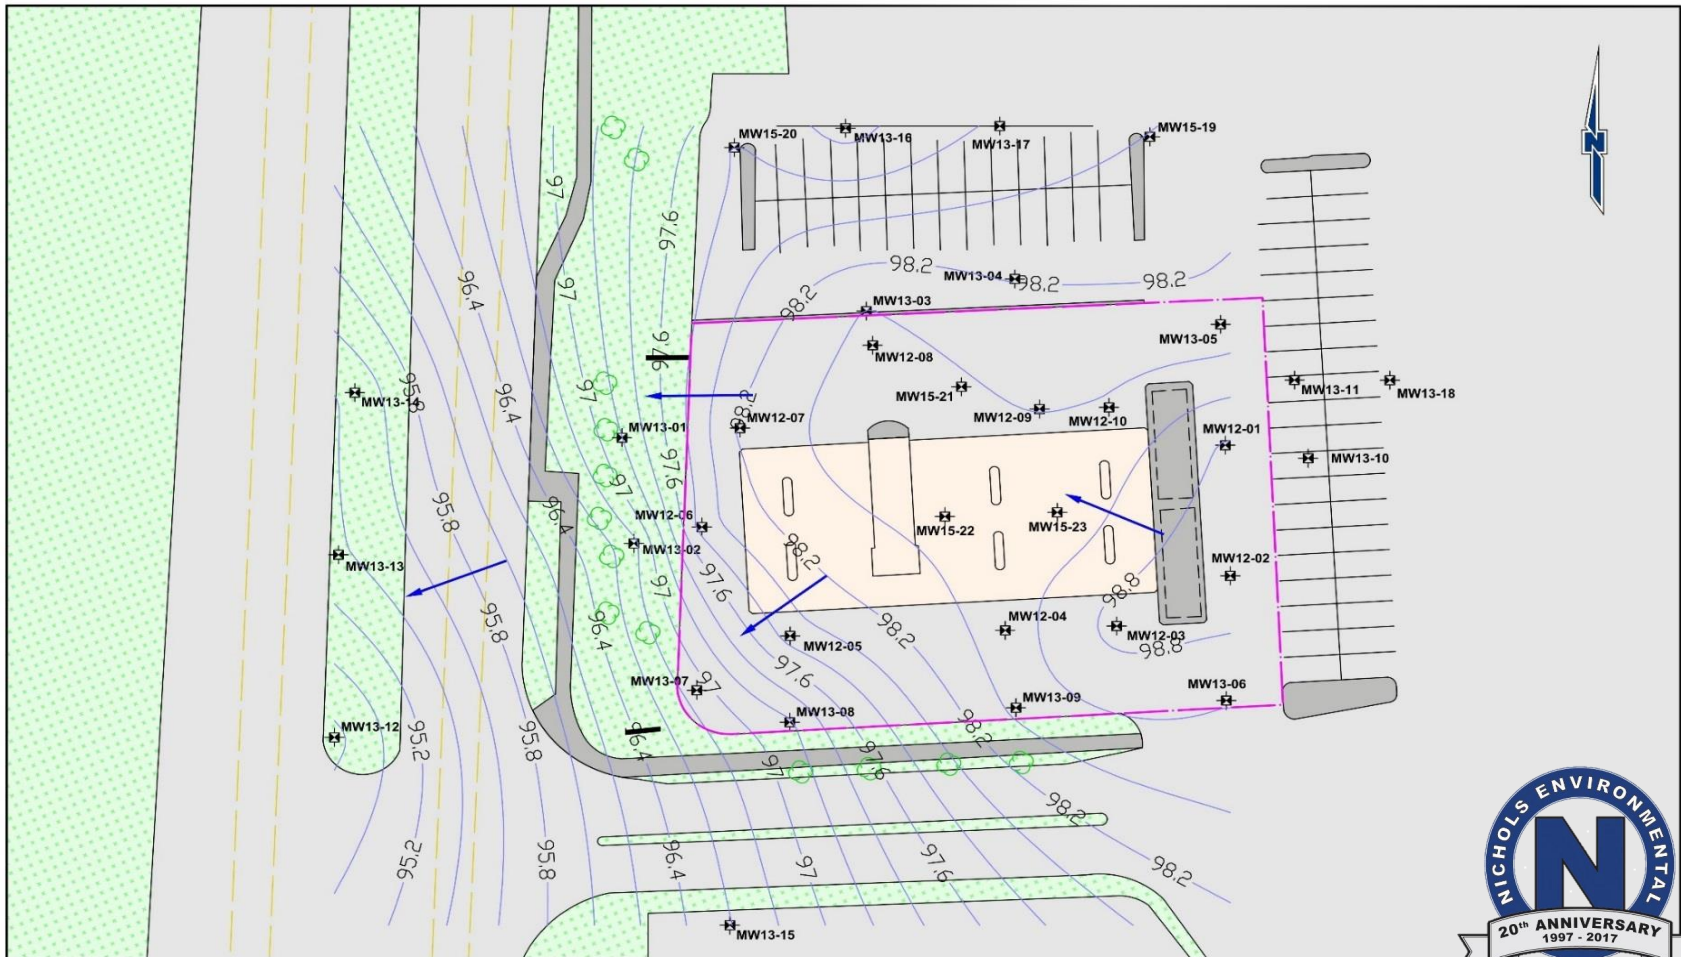 MW15-20
MW13-16
MW13-17
MW15-19
N
97
97.6
96.4
97
98.2
98.2
MW13-04
98.2
98.2
MW13-03
MW12-08
MW13-05
97.6
MW13-14
95.8
96.4
97
MW13-01
98.2
MW12-07
MW15-21
MW12-09
MW12-10
MW13-11
MW13-18
MW12-01
MW13-10
97.6
97
95.8
96.4
MW12-06
MW13-02
MW15-22
MW15-23
MW13-13
98.2
97.6
97
MW12-02
98.8
95.8
96.4
98.2
MW12-04
MW12-03
98.8
MW12-05
97.6
MW13-07
97
MW13-06
MW13-09
MW13-08
MW13-12
95.2
95.8
96.4
98.2
97
97.6
98.2
95.2
95.8
96.4
97
97.6
98.2
MW13-15
NICHOLS ENVIRONMENTAL
N
20th ANNIVERSARY
1997 - 2017